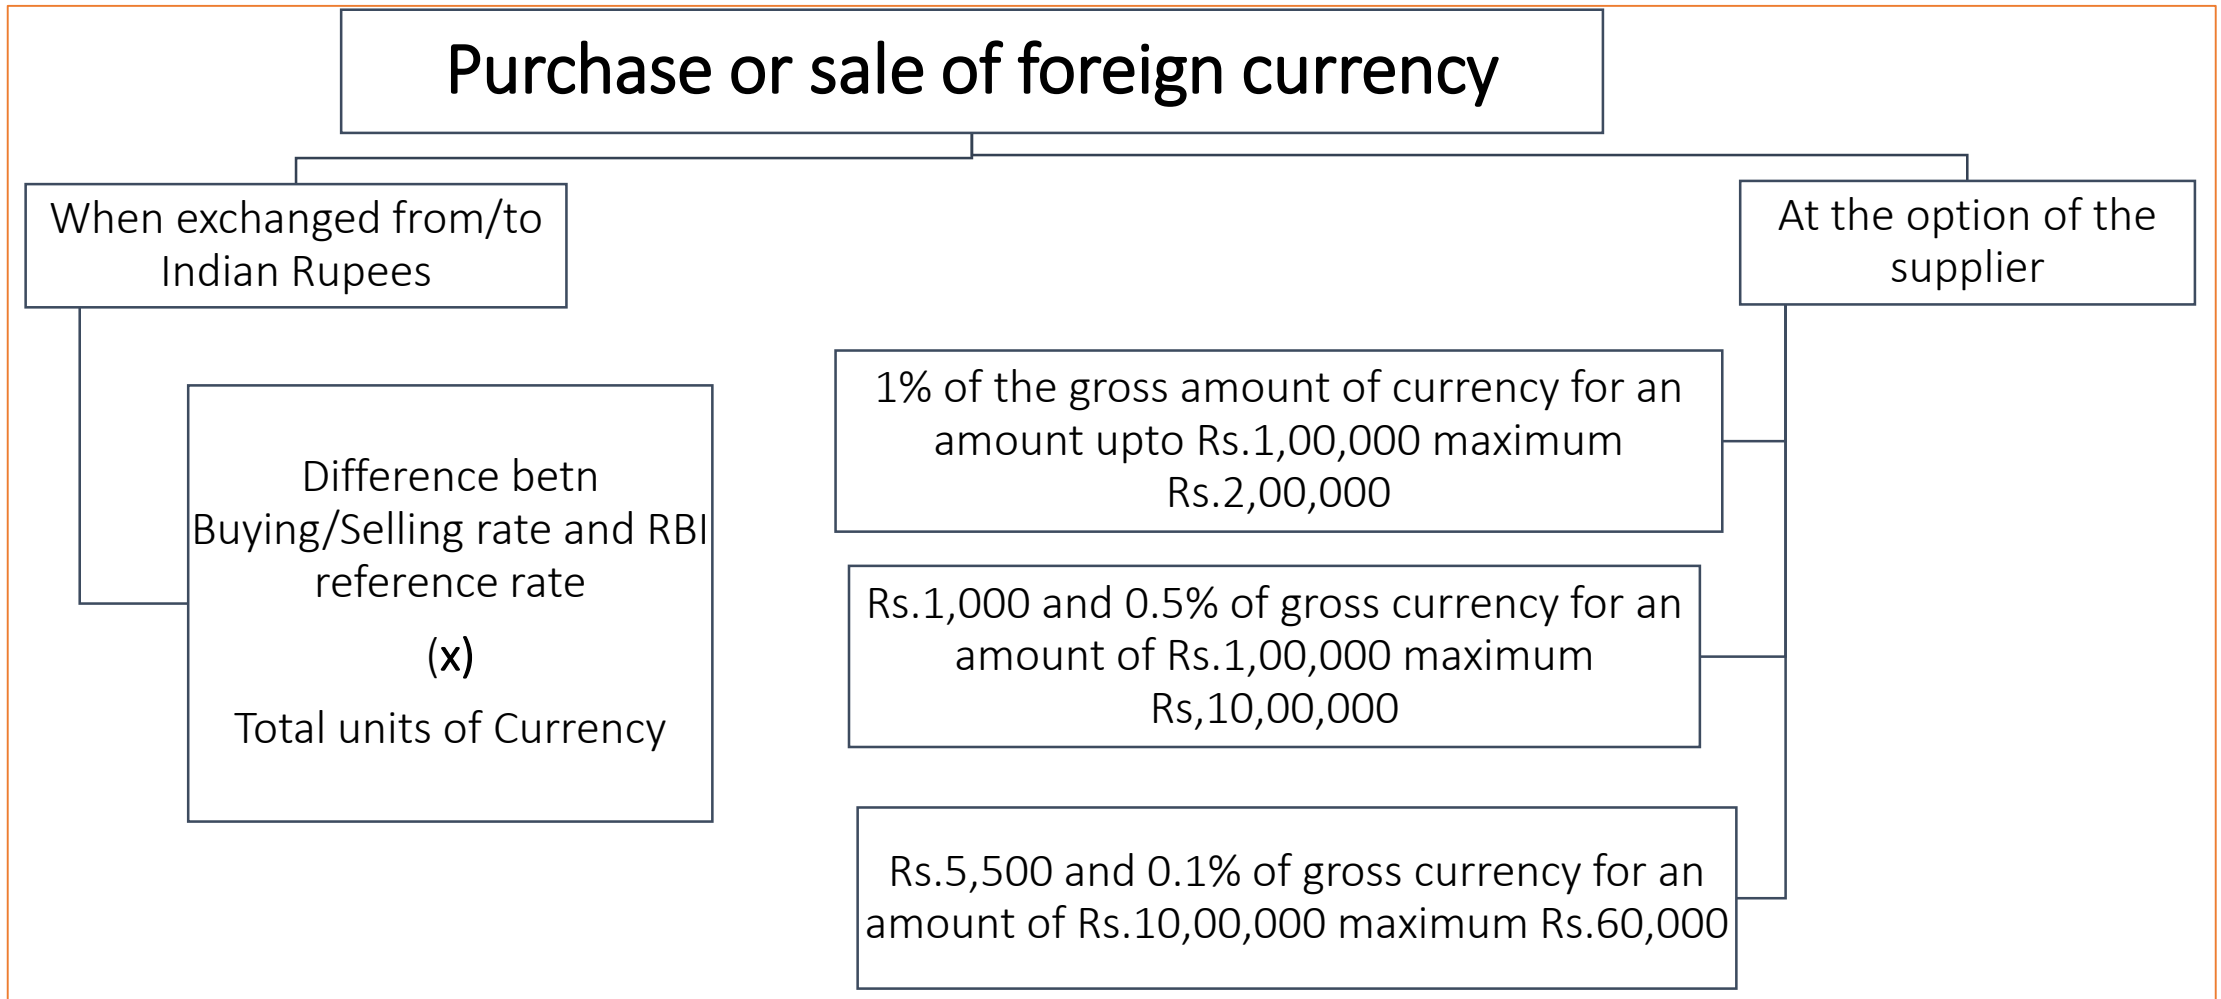 Purchase or sale of foreign currency
When exchanged from/to
Indian Rupees
Difference betn
Buying/Selling rate and RBI
reference rate
(x)
Total units of Currency
At the option of the
supplier
1% of the gross amount of currency for an
amount upto Rs.1,00,000 maximum
Rs.2,00,000
Rs.1,000 and 0.5% of gross currency for an
amount of Rs.1,00,000 maximum
Rs,10,00,000
Rs.5,500 and 0.1% of gross currency for an
amount of Rs.10,00,000 maximum Rs.60,000